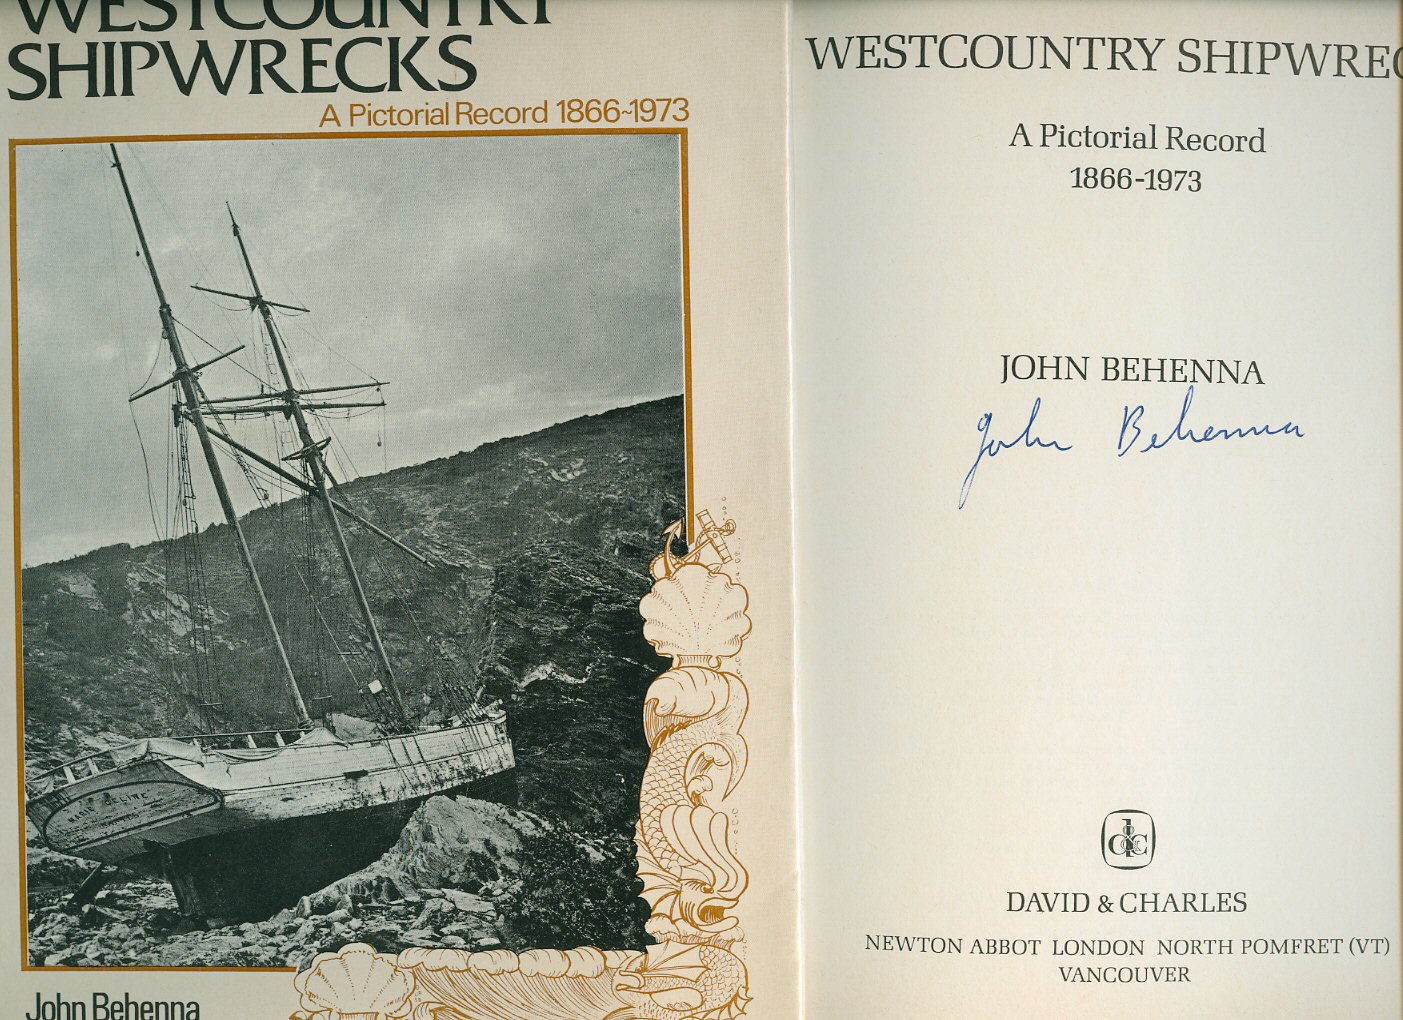 WESTCOUNTRY
SHIPWRECKS
A Pictorial Record 1866~1973
John Behenna
WESTCOUNTRY SHIPWREC
A Pictorial Record
1866-1973
JOHN BEHENNA
John Behenna
d&c
DAVID & CHARLES
NEWTON ABBOT LONDON NORTH POMFRET (VT)
VANCOUVER